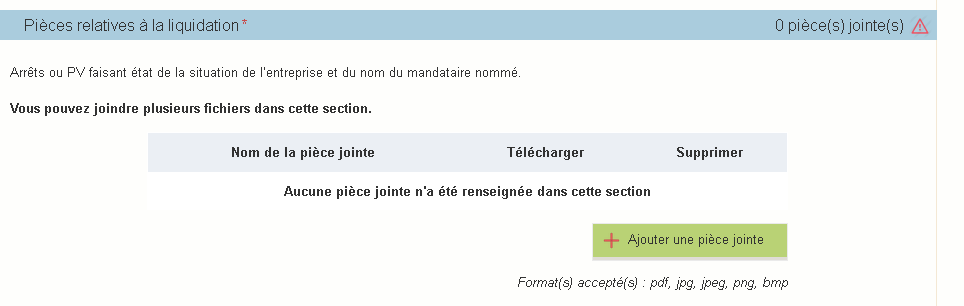 Pièces relatives à la liquidation*
0 pièce(s) jointe(s)
Arrêts ou PV faisant état de la situation de l'entreprise et du nom du mandataire nommé.
Vous pouvez joindre plusieurs fichiers dans cette section.
Nom de la pièce jointe Télécharger Supprimer
Aucune pièce jointe n'a été renseignée dans cette section
Ajouter une pièce jointe
Format(s) accepté(s) : pdf, jpg, jpeg, png, bmp